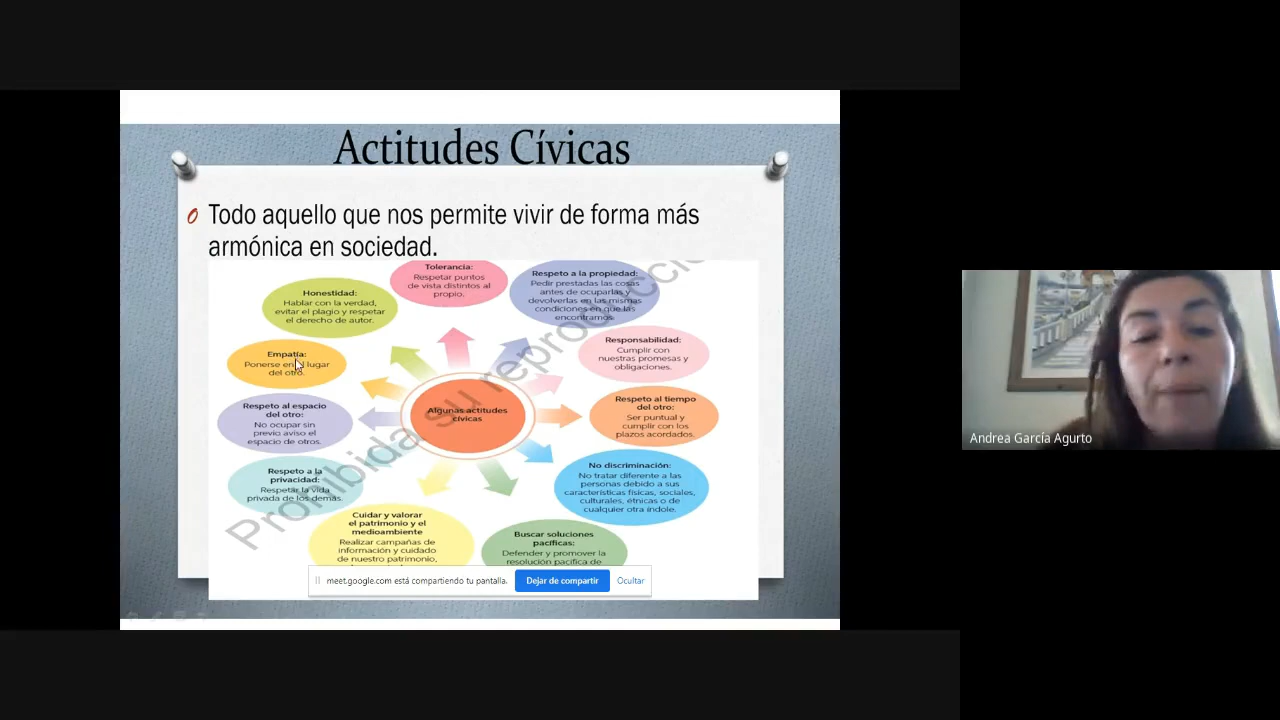 Actitudes Cívicas
Todo aquello que nos permite vivir de forma más
armónica en sociedad.
Tolerancia:
Respetar puntos
de vista distintos al
propio.
Respeto a la propiedad:
Pedir prestadas las cosas
antes de ocuparlas y
devolverlas en las mismas
condiciones en que las
encontramos.
Honestidad:
Hablar con la verdad,
evitar el plagio y respetar
el derecho de autor.
Responsabilidad:
Cumplir con
nuestras promesas y
obligaciones.
Empatía:
Ponerse en lugar
del otro.
Respeto al tiempo
del otro:
Ser puntual y
cumplir con los
plazos acordados.
Algunas actitudes
cívicas
Respeto al espacio
del otro:
No ocupar sin
previo aviso el
espacio de otros.
No discriminación:
No tratar diferente a las
personas debido a sus
características físicas, sociales,
culturales, étnicas o de
cualquier otra índole.
Respeto a la
privacidad:
Respetar la vida
privada de los demás.
Cuidar y valorar
el patrimonio y el
medioambiente
Realizar campañas de
información y cuidado
de nuestro patrimonio,
Buscar soluciones
pacíficas:
Defender y promover la
resolución pacífica de
Prohibida su reproducció
meet.google.com está compartiendo tu pantalla.
Dejar de compartir
Ocultar
Andrea García Agurto